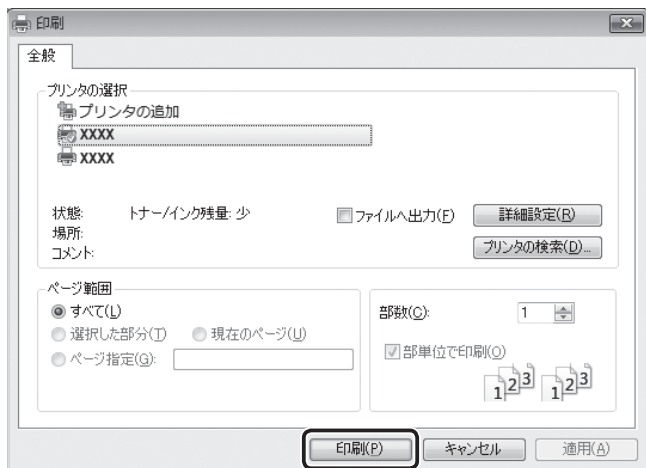 印刷
全般
プリンタの選択
プリンタの追加
XXXX
XXXX
状態: トナー/インク残量: 少
ファイルへ出力(F)
詳細設定(R)
場所:
プリンタの検索(D)...
コメント:
ページ範囲
すべて(L)
選択した部分(T) 現在のページ(U)
ページ指定(G):
部数(C): 1
部単位で印刷(O)
1 2 3 1 2 3
印刷(P) キャンセル 適用(A)